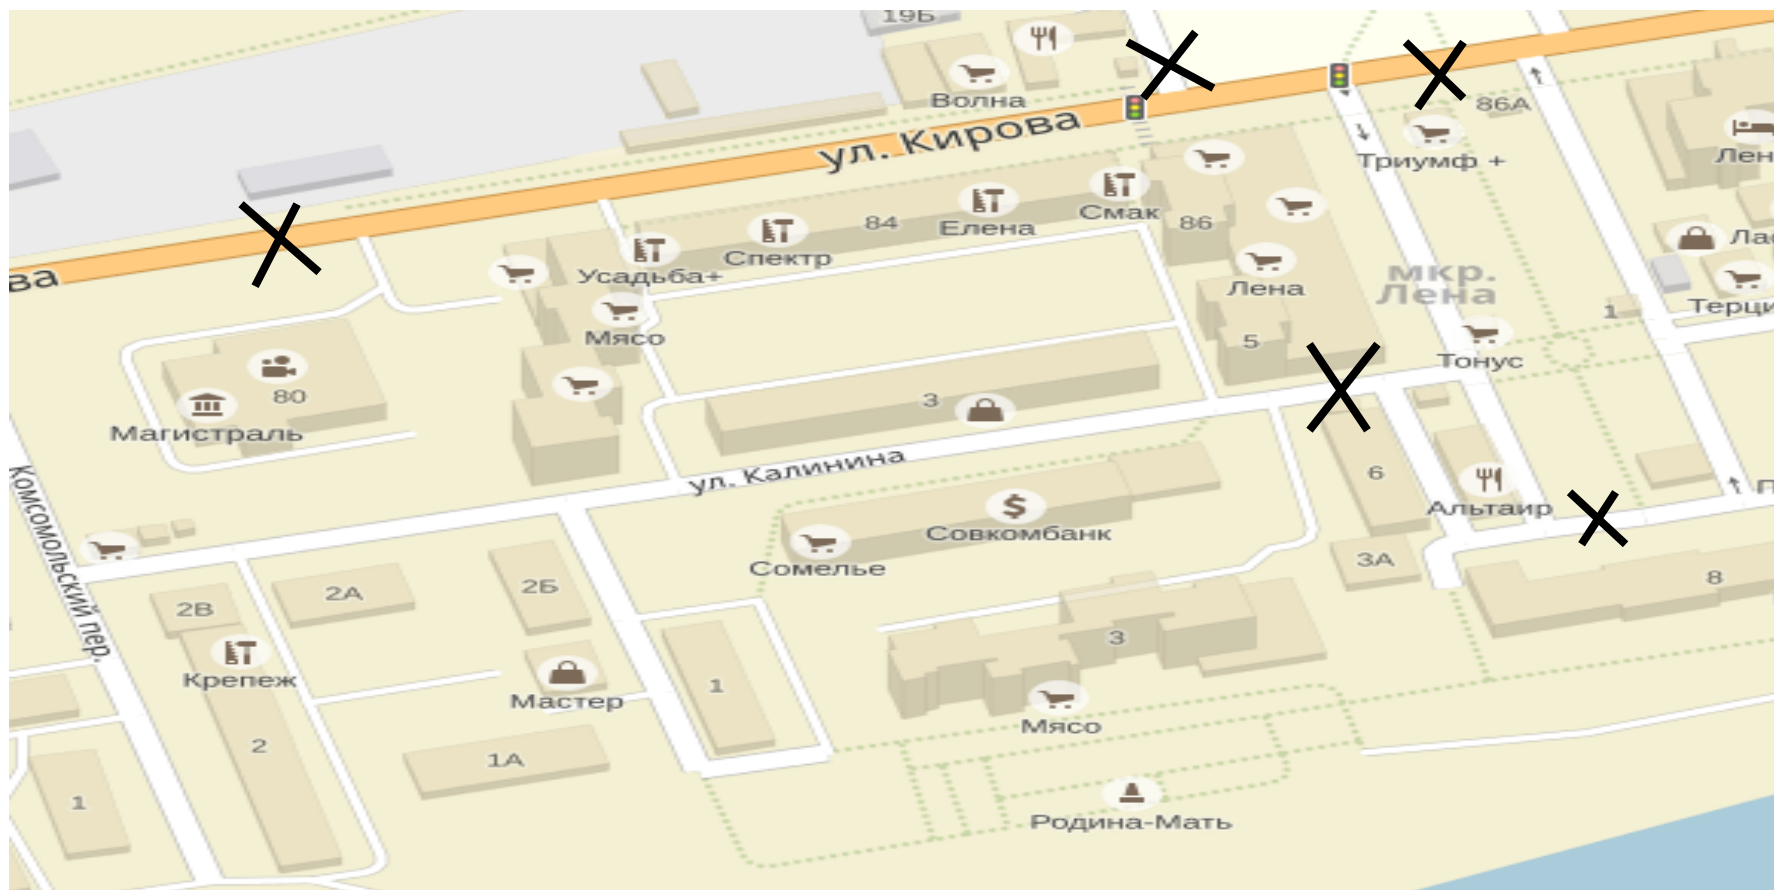 19Б
Волна
ул. Кирова
86А
Триумф +
Лен
Смак
84
Елена
86
Спектр
Усадьба+
ва
Лена
мкр.
Лена
Ла
Терци
1
Мясо
5
Тонус
80
Магистраль
3
ул. Калинина
6
Альтаир
П
Совкомбанк
Сомелье
3А
8
Комсомольский пер.
2В
2А
2Б
Крепеж
Мастер
1
3
Мясо
2
1А
1
Родина-Мать